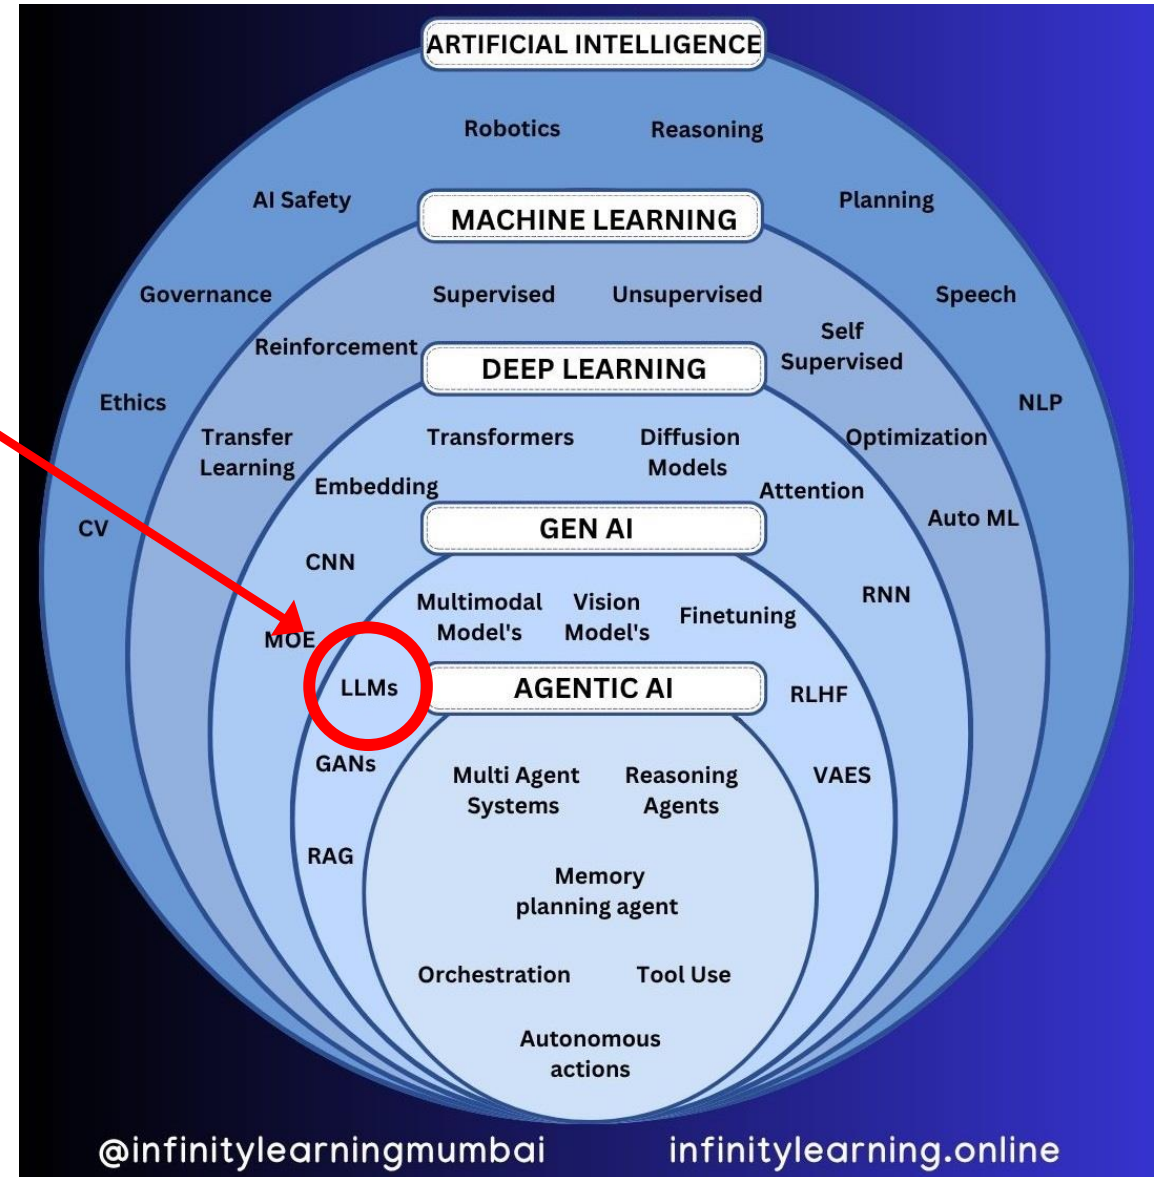 ARTIFICIAL INTELLIGENCE
Robotics
Reasoning
AI Safety
Planning
MACHINE LEARNING
Governance
Supervised
Unsupervised
Speech
Reinforcement
Self
Supervised
DEEP LEARNING
Ethics
NLP
Transfer
Learning
Transformers
Diffusion
Models
Optimization
Embedding
Attention
CV
GEN AI
Auto ML
CNN
RNN
Multimodal
Model's
Vision
Model's
Finetuning
MOE
LLMs
AGENTIC AI
RLHF
GANs
Multi Agent
Systems
Reasoning
Agents
VAES
RAG
Memory
planning agent
Orchestration
Tool Use
Autonomous
actions
@infinitylearningmumbai
infinitylearning.online